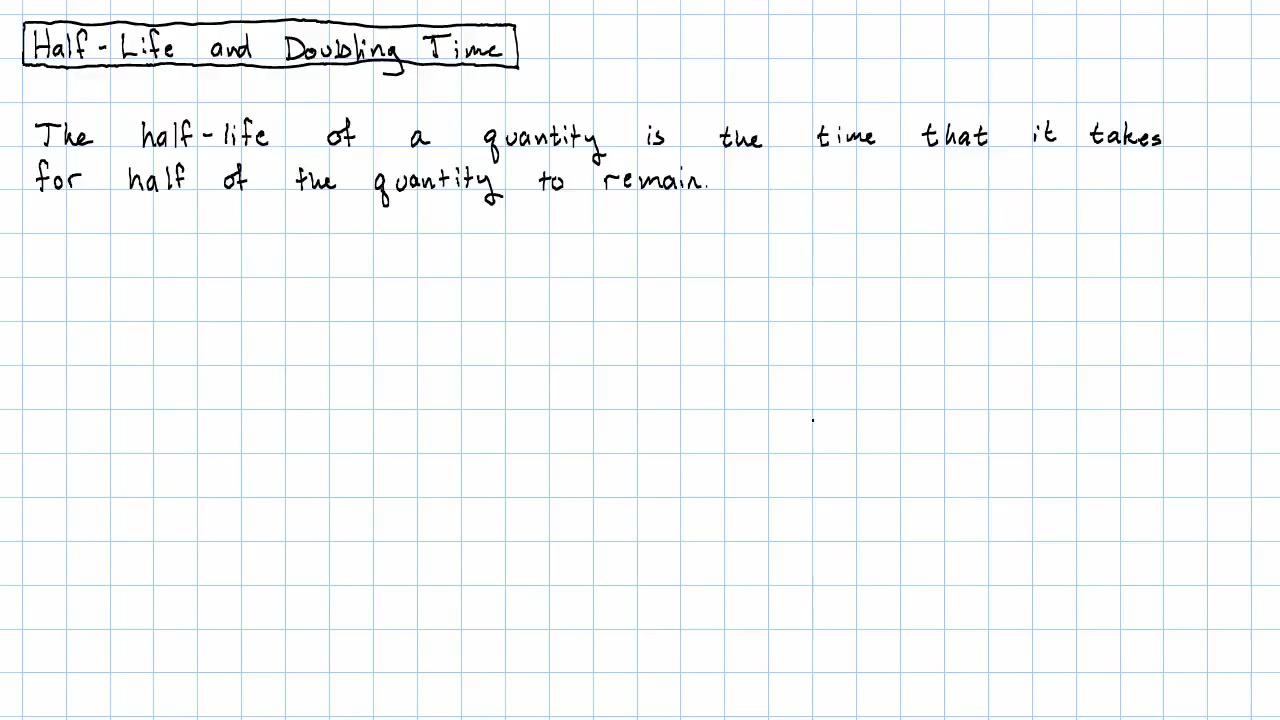 Half-Life and Doubling Time
The half-life of a quantity is the time that it takes
for half of the quantity to remain.